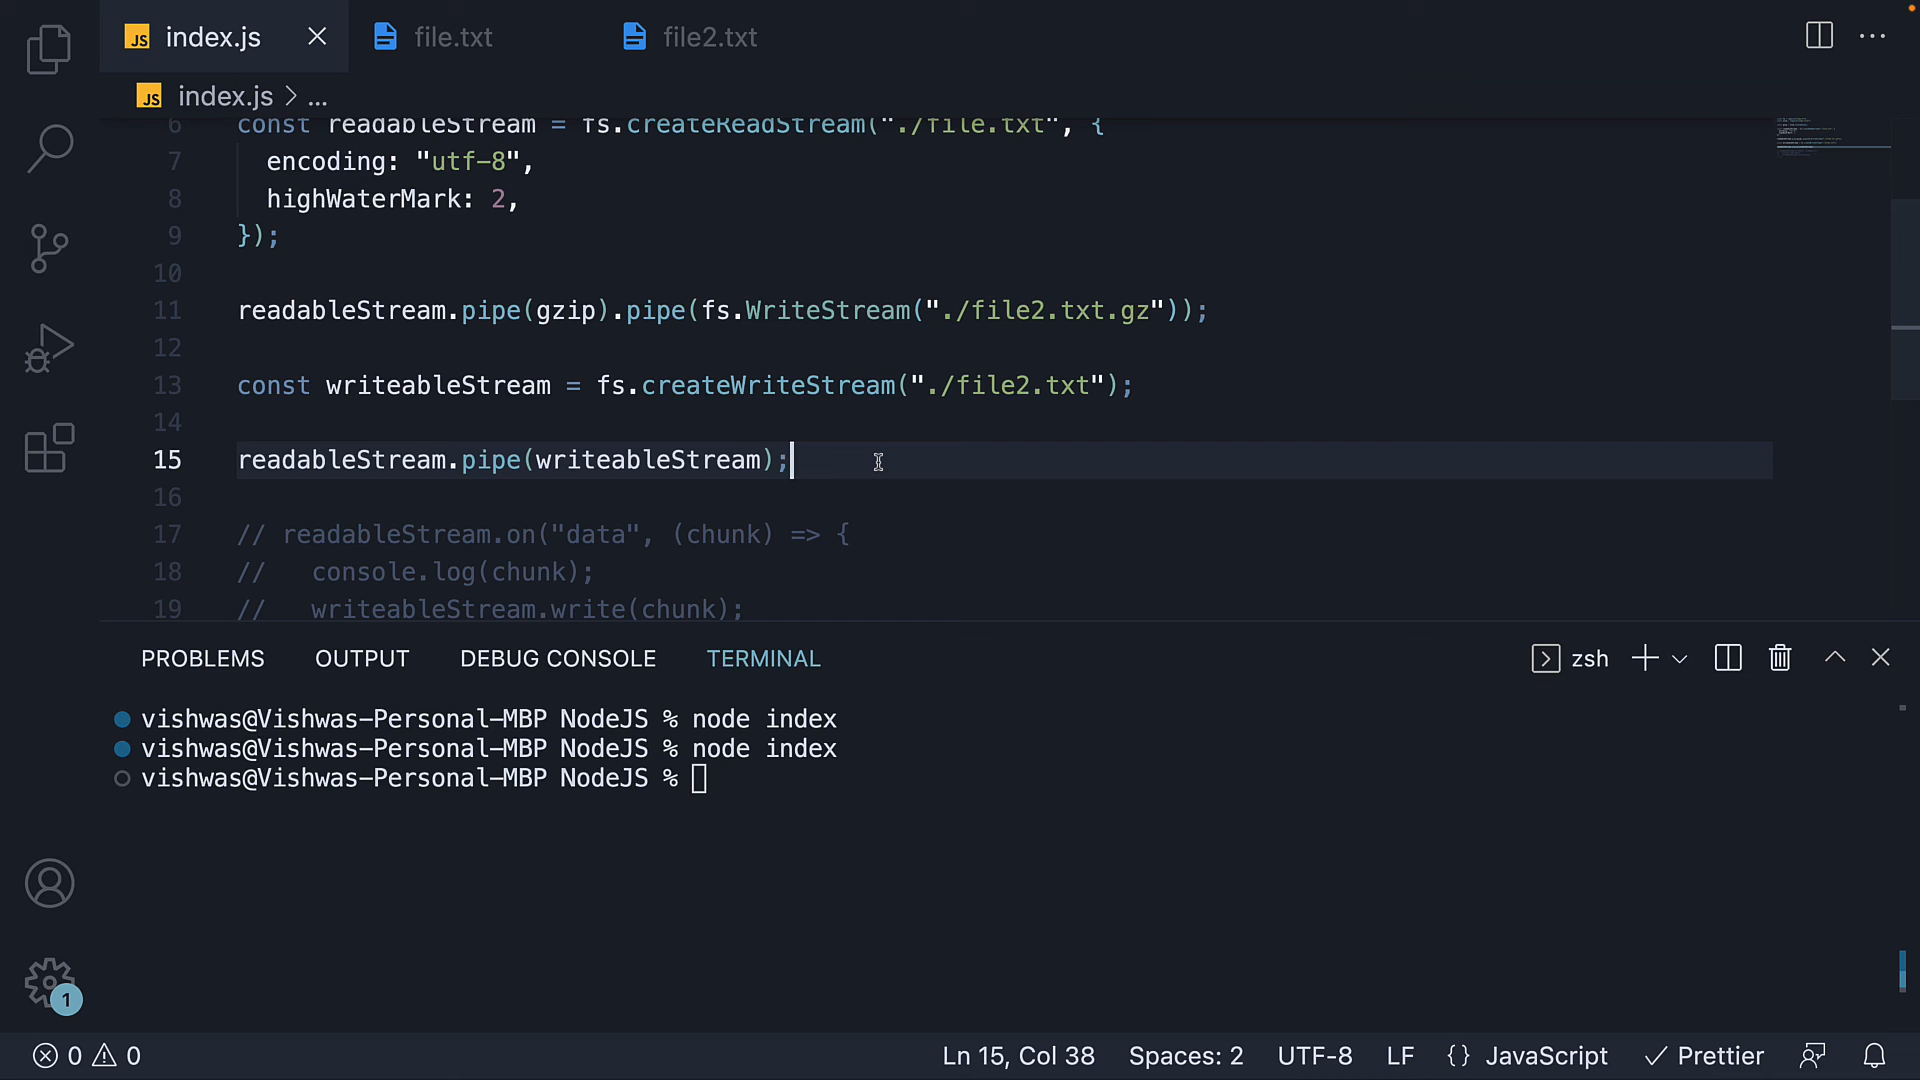 index.js
file.txt
file2.txt
index.js > ...
6 const readableStream = fs.createReadStream("./file.txt", {
7 encoding: "utf-8",
8 highWaterMark: 2,
9 });
10
11 readableStream.pipe(gzip).pipe(fs.WriteStream("./file2.txt.gz"));
12
13 const writeableStream = fs.createWriteStream("./file2.txt");
14
15 readableStream.pipe(writeableStream);
16
17 // readableStream.on("data", (chunk) => {
18 //   console.log(chunk);
19 //   writeableStream.write(chunk);
PROBLEMS OUTPUT DEBUG CONSOLE TERMINAL zsh
vishwas@Vishwas-Personal-MBP NodeJS % node index
vishwas@Vishwas-Personal-MBP NodeJS % node index
vishwas@Vishwas-Personal-MBP NodeJS %
1
0 0 Ln 15, Col 38 Spaces: 2 UTF-8 LF {} JavaScript Prettier